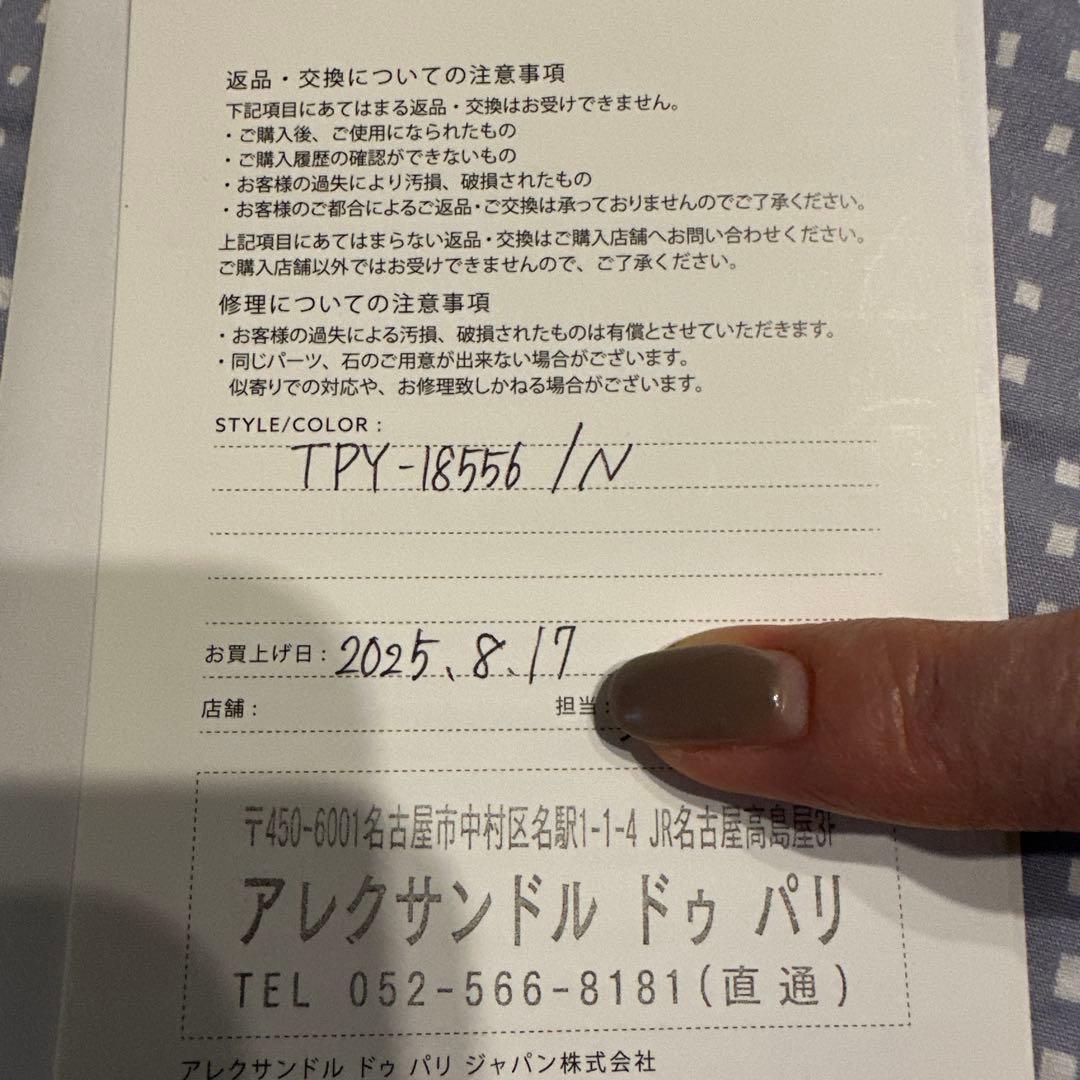 返品・交換についての注意事項
下記項目にあてはまる返品・交換はお受けできません。
・ご購入後、ご使用になられたもの
・ご購入履歴の確認ができないもの
・お客様の過失により汚損、破損されたもの
・お客様のご都合によるご返品・ご交換は承っておりませんのでご了承ください。
上記項目にあてはまらない返品・交換はご購入店舗へお問い合わせください。
ご購入店舗以外ではお受けできませんので、ご了承ください。
修理についての注意事項
・お客様の過失による汚損、破損されたものは有償とさせていただきます。
・同じパーツ、石のご用意が出来ない場合がございます。
似寄りでの対応や、お修理致しかねる場合がございます。
STYLE/COLOR :
TPY-18556 / N
お買上げ日 : 2025. 8. 17
店舗 : 担当 :
〒450-6001名古屋市中村区名駅1-1-4 JR名古屋高島屋3F
アレクサンドル ドゥ パリ
TEL 052-566-8181(直通)
アレクサンドル ドゥ パリ ジャパン株式会社